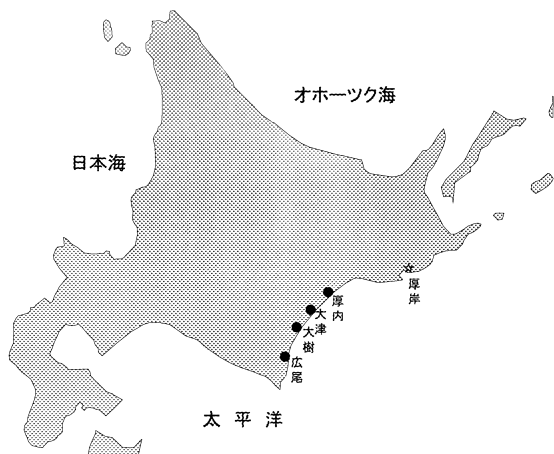 オホーツク海
日本海
厚岸
厚内
大津
大樹
広尾
太平洋